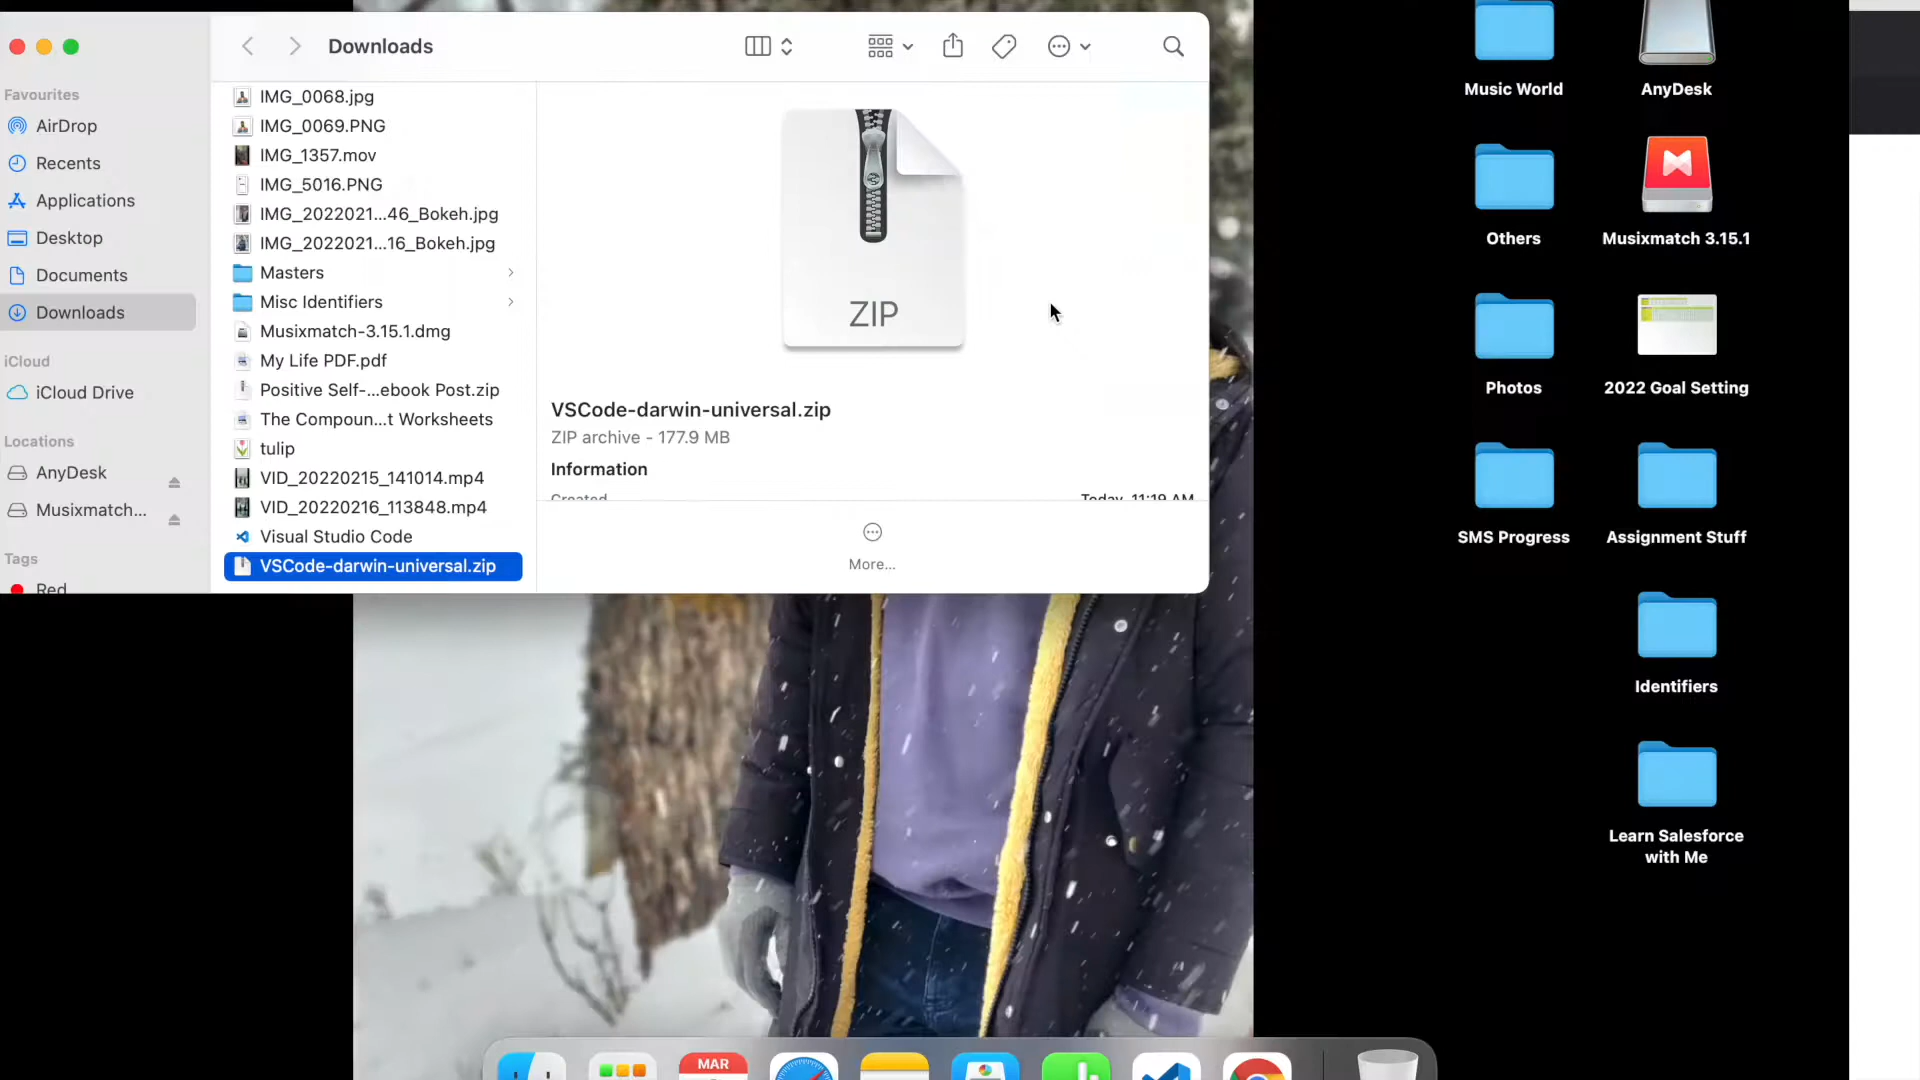 Downloads
Favourites
AirDrop
Recents
Applications
Desktop
Documents
Downloads
iCloud
iCloud Drive
Locations
AnyDesk
Musixmatch...
Tags
Red
IMG_0068.jpg
IMG_0069.PNG
IMG_1357.mov
IMG_5016.PNG
IMG_2022021...46_Bokeh.jpg
IMG_2022021...16_Bokeh.jpg
Masters
Misc Identifiers
Musixmatch-3.15.1.dmg
My Life PDF.pdf
Positive Self-...ebook Post.zip
The Compoun...t Worksheets
tulip
VID_20220215_141014.mp4
VID_20220216_113848.mp4
Visual Studio Code
VSCode-darwin-universal.zip
ZIP
VSCode-darwin-universal.zip
ZIP archive - 177.9 MB
Information
Created Today, 11:19 AM
More...
Music World
AnyDesk
Others
Musixmatch 3.15.1
Photos
2022 Goal Setting
SMS Progress
Assignment Stuff
Identifiers
Learn Salesforce
with Me
MAR